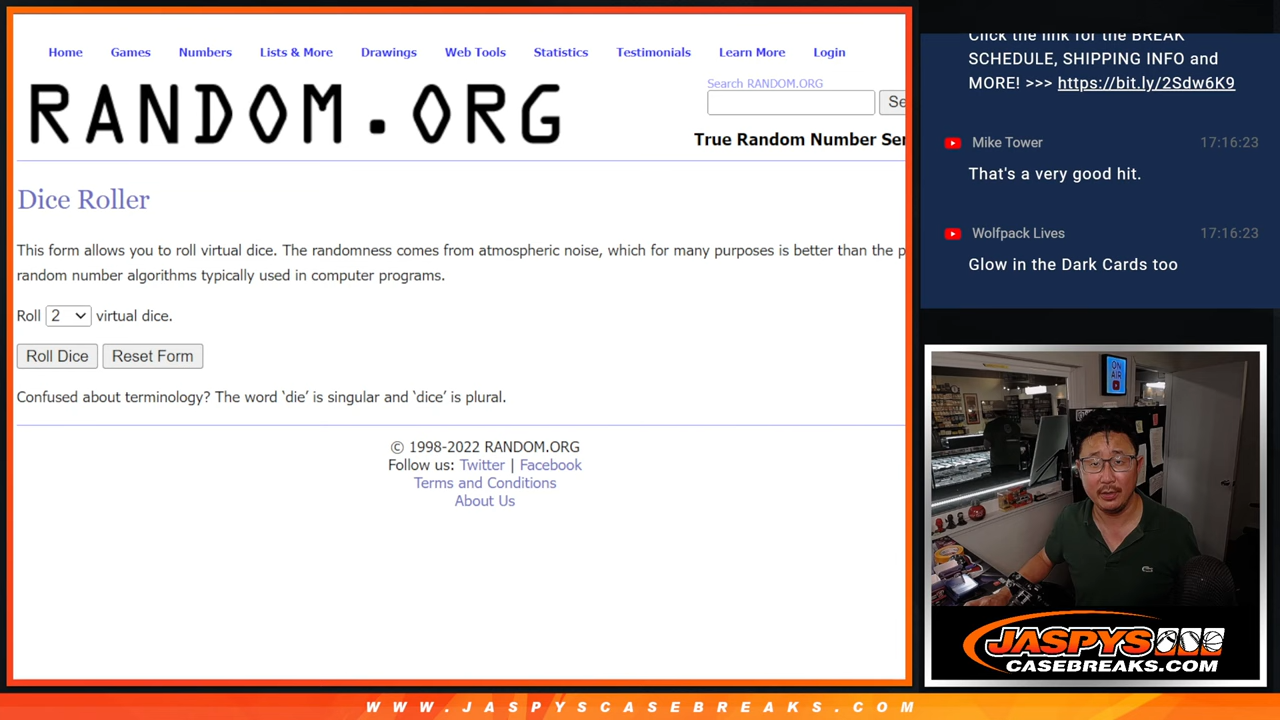 Home Games Numbers Lists & More Drawings Web Tools Statistics Testimonials Learn More Login
RANDOM.ORG
Search RANDOM.ORG
Se
True Random Number Ser
Dice Roller
This form allows you to roll virtual dice. The randomness comes from atmospheric noise, which for many purposes is better than the p
random number algorithms typically used in computer programs.
Roll 2 virtual dice.
Roll Dice Reset Form
Confused about terminology? The word ‘die’ is singular and ‘dice’ is plural.
© 1998-2022 RANDOM.ORG
Follow us: Twitter | Facebook
Terms and Conditions
About Us
Click the link for the BREAK
SCHEDULE, SHIPPING INFO and
MORE! >>> https://bit.ly/2Sdw6K9
Mike Tower 17:16:23
That's a very good hit.
Wolfpack Lives 17:16:23
Glow in the Dark Cards too
ON
AIR
JASPYS
CASEBREAKS.COM
WWW.JASPYSCASEBREAKS.COM